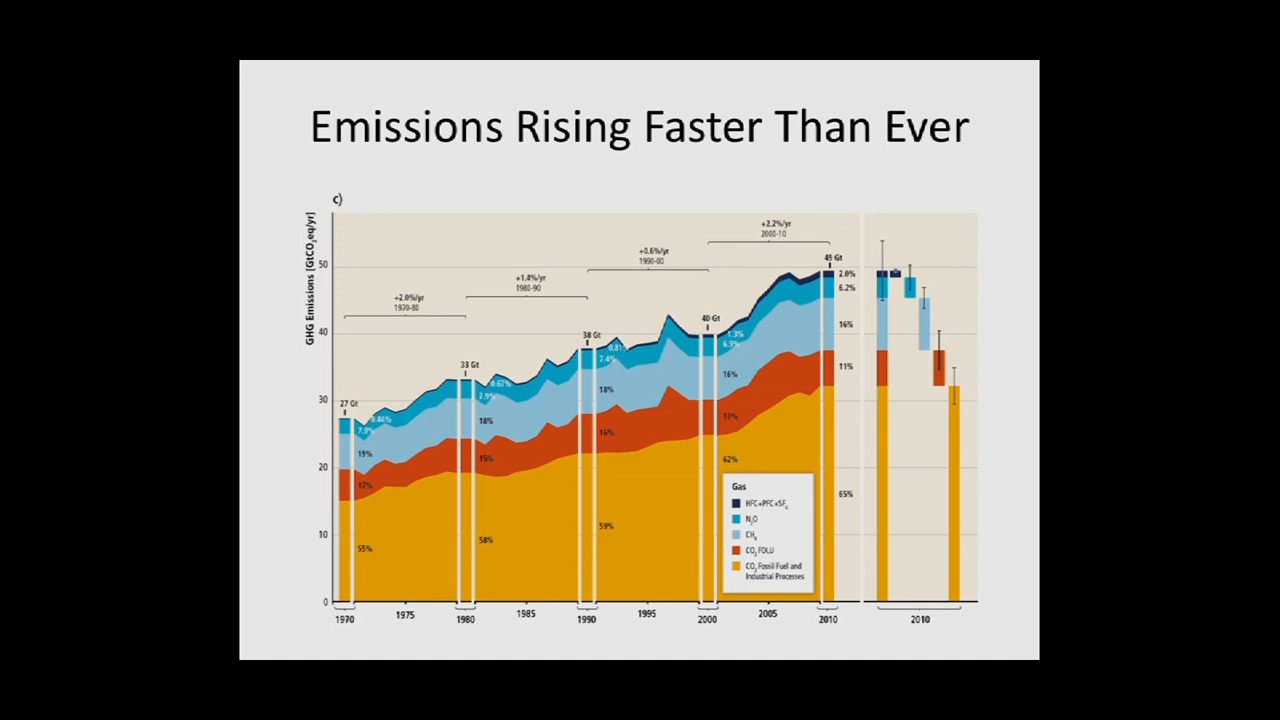 Emissions Rising Faster Than Ever
c)
GHG Emissions [GtCO₂eq/yr]
+2.2%/yr
2000-10
+0.6%/yr
1990-00
+1.4%/yr
1980-90
+2.0%/yr
1970-80
50
40
30
20
10
0
27 Gt
33 Gt
38 Gt
40 Gt
49 Gt
0.44%
7.9%
19%
17%
55%
0.67%
7.9%
18%
15%
58%
0.81%
7.4%
18%
16%
59%
1.3%
6.9%
16%
13%
62%
2.0%
6.2%
16%
11%
65%
Gas
HFC+PFC+SF₆
N₂O
CH₄
CO₂ FOLU
CO₂ Fossil Fuel and
Industrial Processes
1970
1975
1980
1985
1990
1995
2000
2005
2010
2010